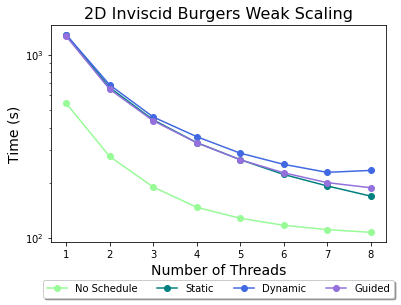 2D Inviscid Burgers Weak Scaling
Time (s)
10³
10²
1 2 3 4 5 6 7 8
Number of Threads
No Schedule Static Dynamic Guided